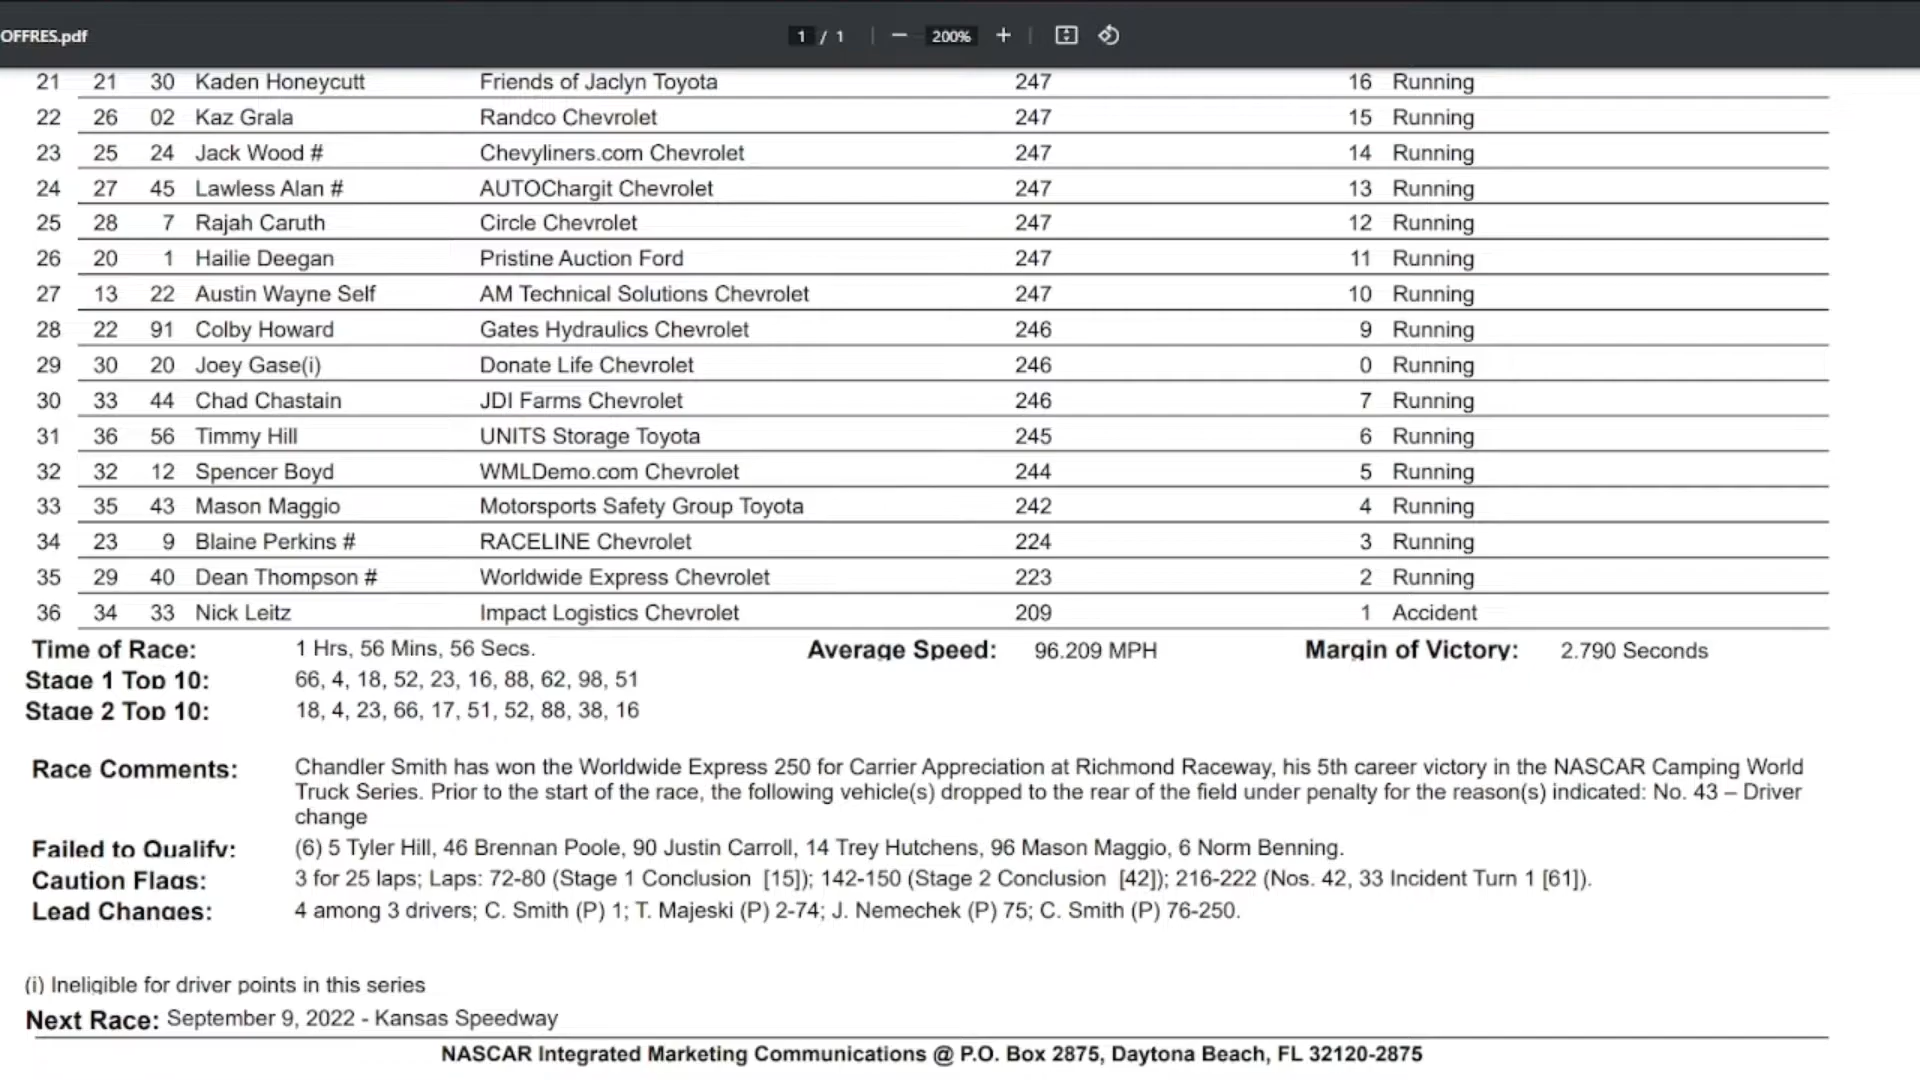 OFFRES.pdf 1 / 1 200%
21 21 30 Kaden Honeycutt Friends of Jaclyn Toyota 247 16 Running
22 26 02 Kaz Grala Randco Chevrolet 247 15 Running
23 25 24 Jack Wood # Chevyliners.com Chevrolet 247 14 Running
24 27 45 Lawless Alan # AUTOChargit Chevrolet 247 13 Running
25 28 7 Rajah Caruth Circle Chevrolet 247 12 Running
26 20 1 Hailie Deegan Pristine Auction Ford 247 11 Running
27 13 22 Austin Wayne Self AM Technical Solutions Chevrolet 247 10 Running
28 22 91 Colby Howard Gates Hydraulics Chevrolet 246 9 Running
29 30 20 Joey Gase(i) Donate Life Chevrolet 246 0 Running
30 33 44 Chad Chastain JDI Farms Chevrolet 246 7 Running
31 36 56 Timmy Hill UNITS Storage Toyota 245 6 Running
32 32 12 Spencer Boyd WMLDemo.com Chevrolet 244 5 Running
33 35 43 Mason Maggio Motorsports Safety Group Toyota 242 4 Running
34 23 9 Blaine Perkins # RACELINE Chevrolet 224 3 Running
35 29 40 Dean Thompson # Worldwide Express Chevrolet 223 2 Running
36 34 33 Nick Leitz Impact Logistics Chevrolet 209 1 Accident
Time of Race: 1 Hrs, 56 Mins, 56 Secs. Average Speed: 96.209 MPH Margin of Victory: 2.790 Seconds
Stage 1 Top 10: 66, 4, 18, 52, 23, 16, 88, 62, 98, 51
Stage 2 Top 10: 18, 4, 23, 66, 17, 51, 52, 88, 38, 16
Race Comments: Chandler Smith has won the Worldwide Express 250 for Carrier Appreciation at Richmond Raceway, his 5th career victory in the NASCAR Camping World
Truck Series. Prior to the start of the race, the following vehicle(s) dropped to the rear of the field under penalty for the reason(s) indicated: No. 43 – Driver
change
Failed to Qualify: (6) 5 Tyler Hill, 46 Brennan Poole, 90 Justin Carroll, 14 Trey Hutchens, 96 Mason Maggio, 6 Norm Benning.
Caution Flags: 3 for 25 laps; Laps: 72-80 (Stage 1 Conclusion [15]); 142-150 (Stage 2 Conclusion [42]); 216-222 (Nos. 42, 33 Incident Turn 1 [61]).
Lead Changes: 4 among 3 drivers; C. Smith (P) 1; T. Majeski (P) 2-74; J. Nemechek (P) 75; C. Smith (P) 76-250.
(i) Ineligible for driver points in this series
Next Race: September 9, 2022 - Kansas Speedway
NASCAR Integrated Marketing Communications @ P.O. Box 2875, Daytona Beach, FL 32120-2875